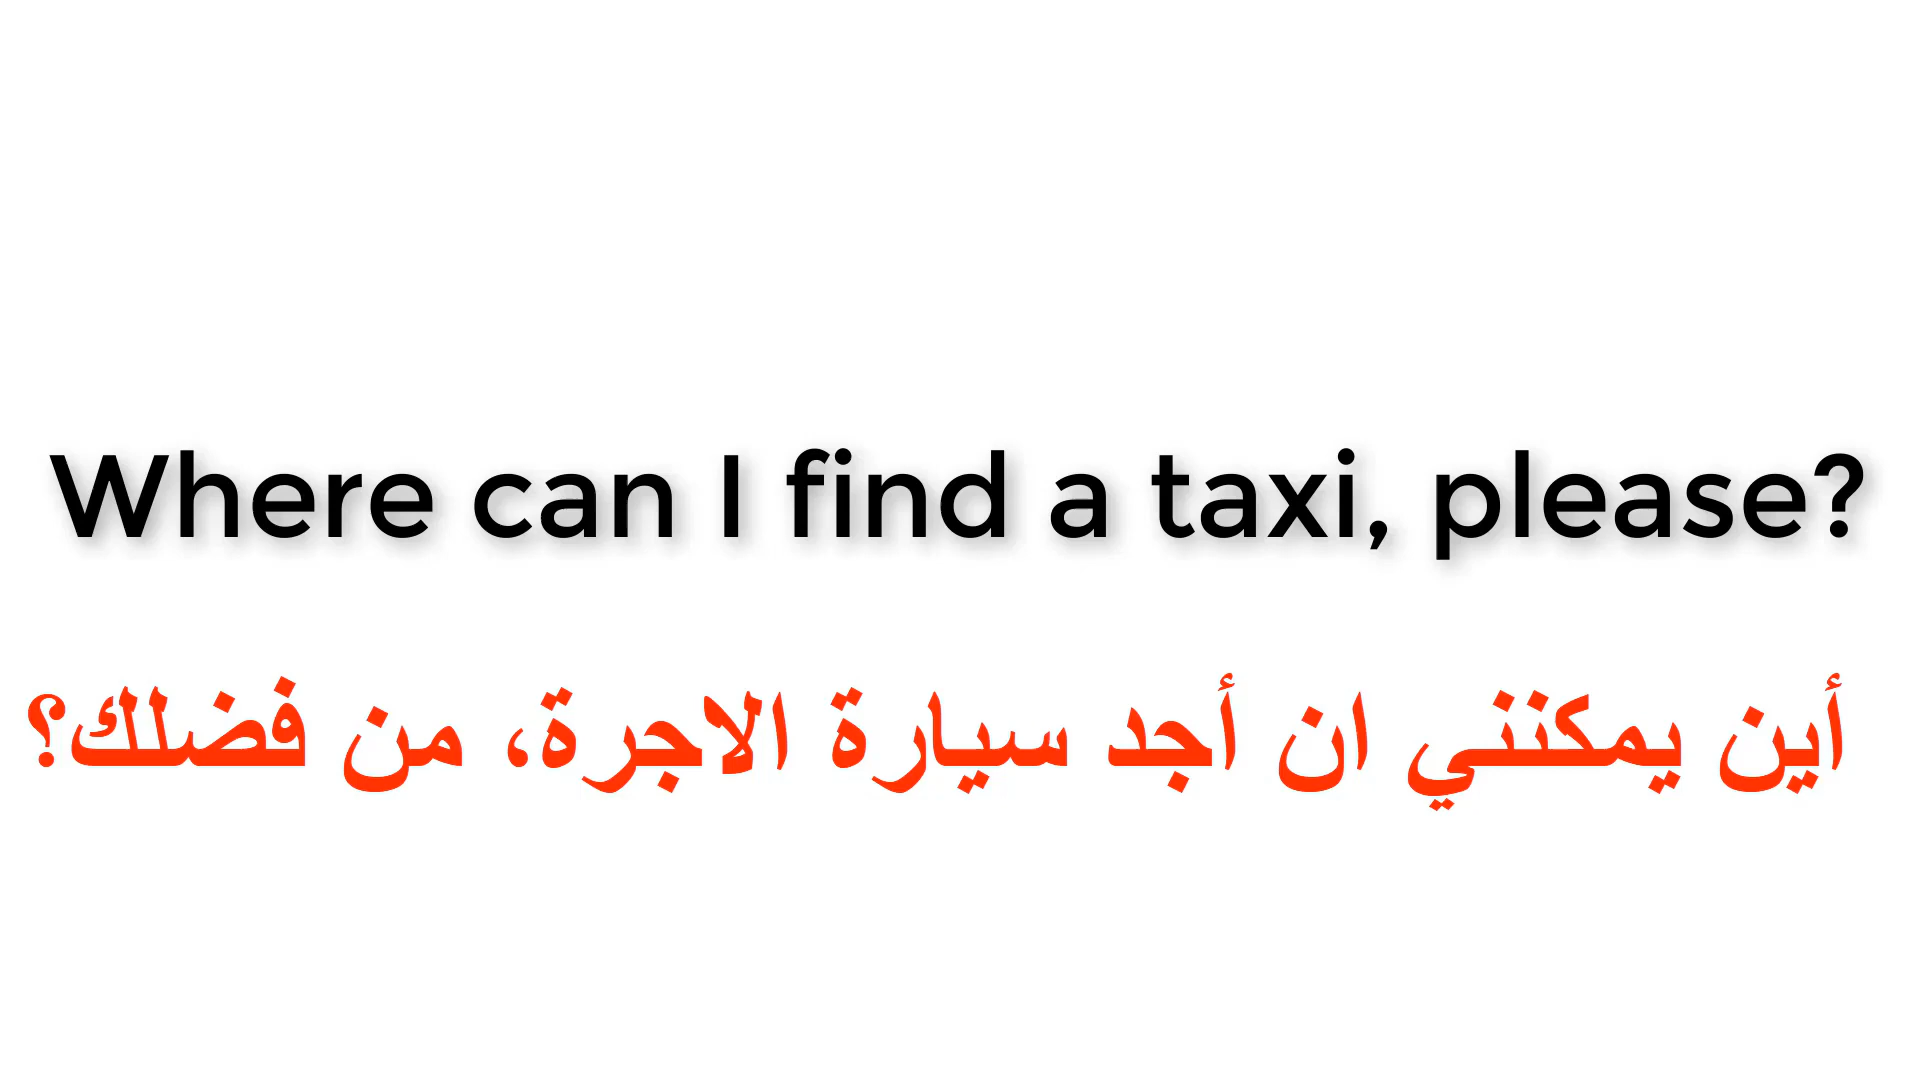 Where can I find a taxi, please?
أين يمكنني ان أجد سيارة الاجرة، من فضلك؟